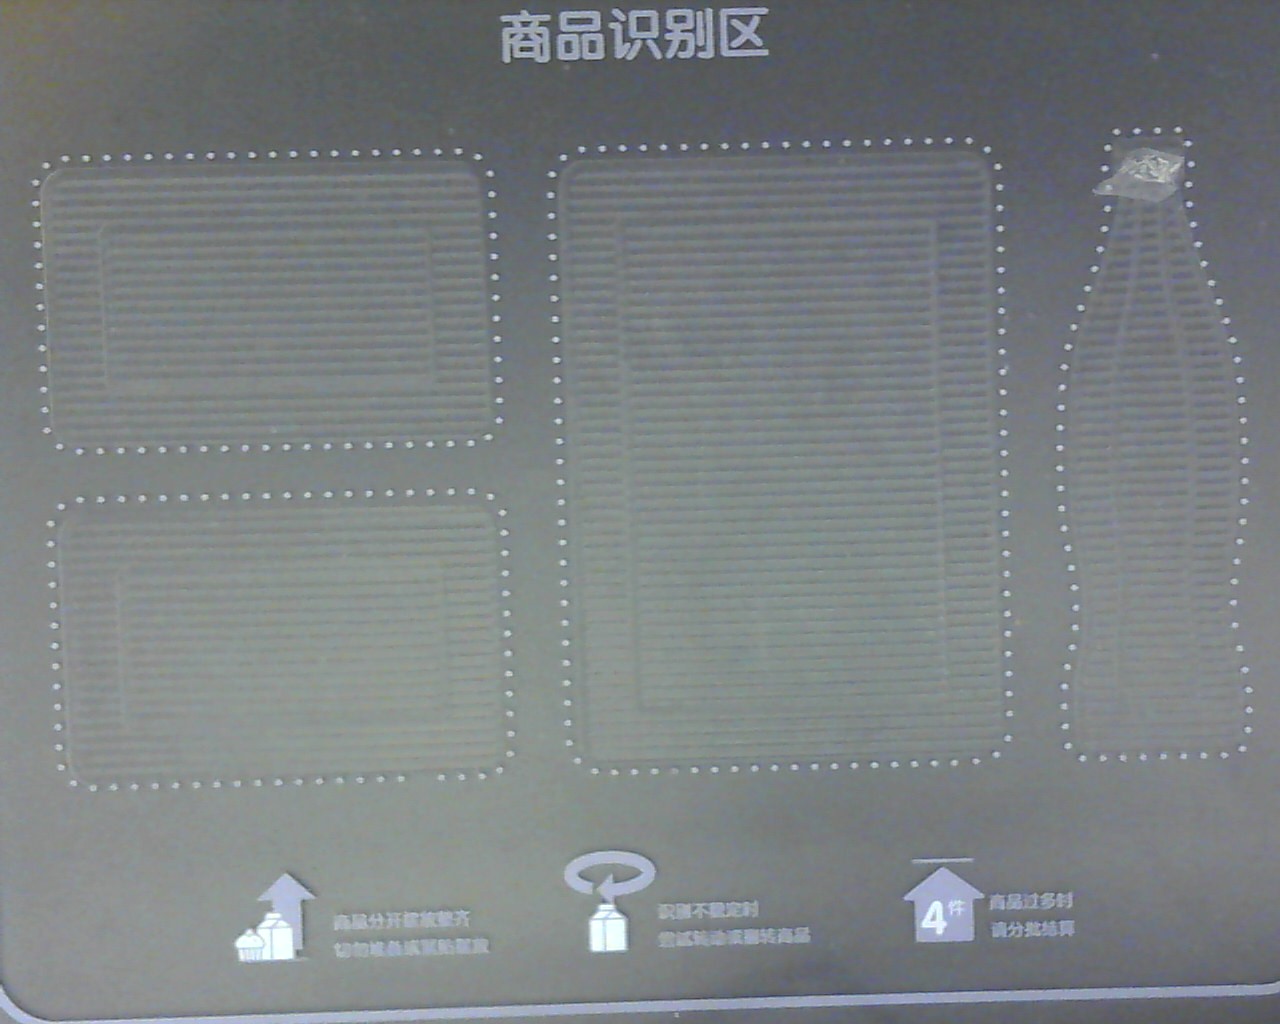 商品识别区
商品分开摆放整齐
切勿堆叠或黏贴摆放
识别不稳定时
尝试转动或翻转商品
4件
商品过多时
请分批结算